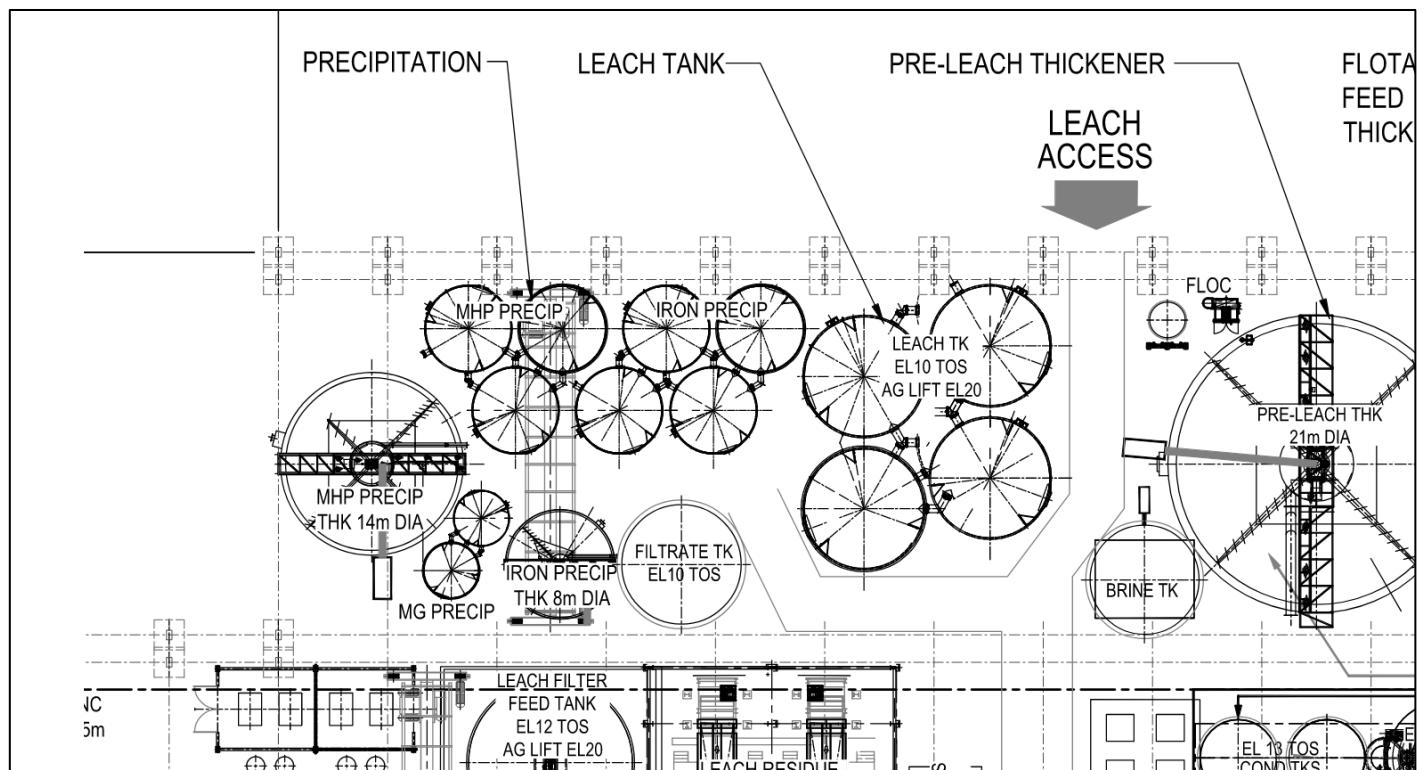 PRECIPITATION
LEACH TANK
PRE-LEACH THICKENER
FLOTA
FEED
THICK
LEACH
ACCESS
FLOC
MHP PRECIP
IRON PRECIP
LEACH TK
EL10 TOS
AG LIFT EL20
PRE-LEACH THK
21m DIA
MHP PRECIP
THK 14m DIA
FILTRATE TK
EL10 TOS
IRON PRECIP
THK 8m DIA
MG PRECIP
BRINE TK
NC
5m
LEACH FILTER
FEED TANK
EL12 TOS
AG LIFT EL20
LEACH RESIDUE
EL 13 TOS
COND TKS